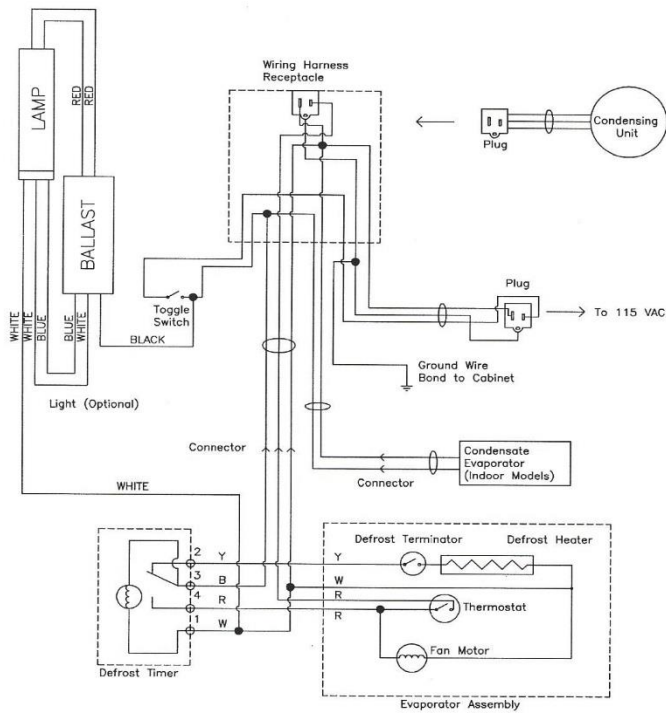 Wiring Harness
Receptacle
LAMP
RED
RED
BALLAST
Plug
Condensing
Unit
Toggle
Switch
Plug
To 115 VAC
WHITE
WHITE
BLUE
BLUE
WHITE
BLACK
Light (Optional)
Ground Wire
Bond to Cabinet
Connector
Connector
Condensate
Evaporator
(Indoor Models)
WHITE
2 Y
3 B
4 R
1 W
Defrost Timer
Y
W
R
R
Defrost Terminator
Defrost Heater
Thermostat
Fan Motor
Evaporator Assembly